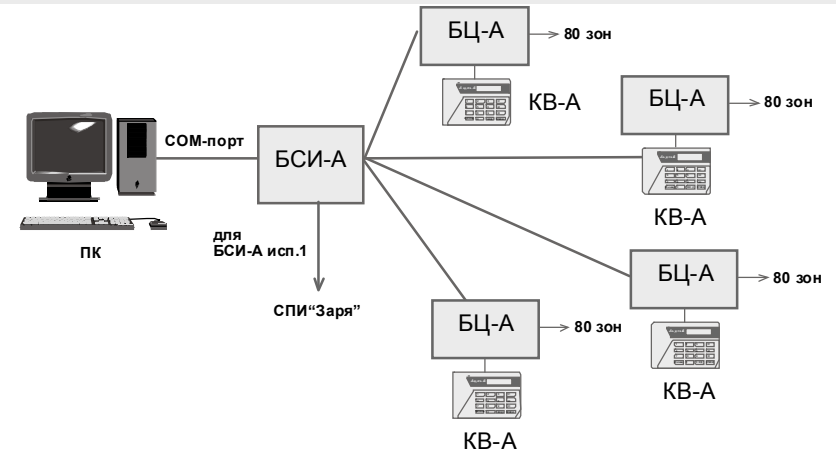 БЦ-А
80 зон
КВ-А
БЦ-А
80 зон
КВ-А
COM-порт
БСИ-А
ПК
для
БСИ-А исп.1
СПИ“Заря”
БЦ-А
80 зон
КВ-А
БЦ-А
80 зон
КВ-А